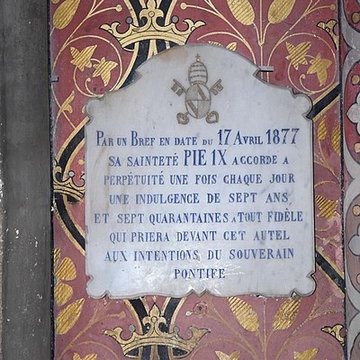 PAR UN BREF EN DATE DU 17 AVRIL 1877
SA SAINTETÉ PIE IX ACCORDE A
PERPÉTUITÉ UNE FOIS CHAQUE JOUR
UNE INDULGENCE DE SEPT ANS
ET SEPT QUARANTAINES A TOUT FIDÈLE
QUI PRIERA DEVANT CET AUTEL
AUX INTENTIONS DU SOUVERAIN
PONTIFE